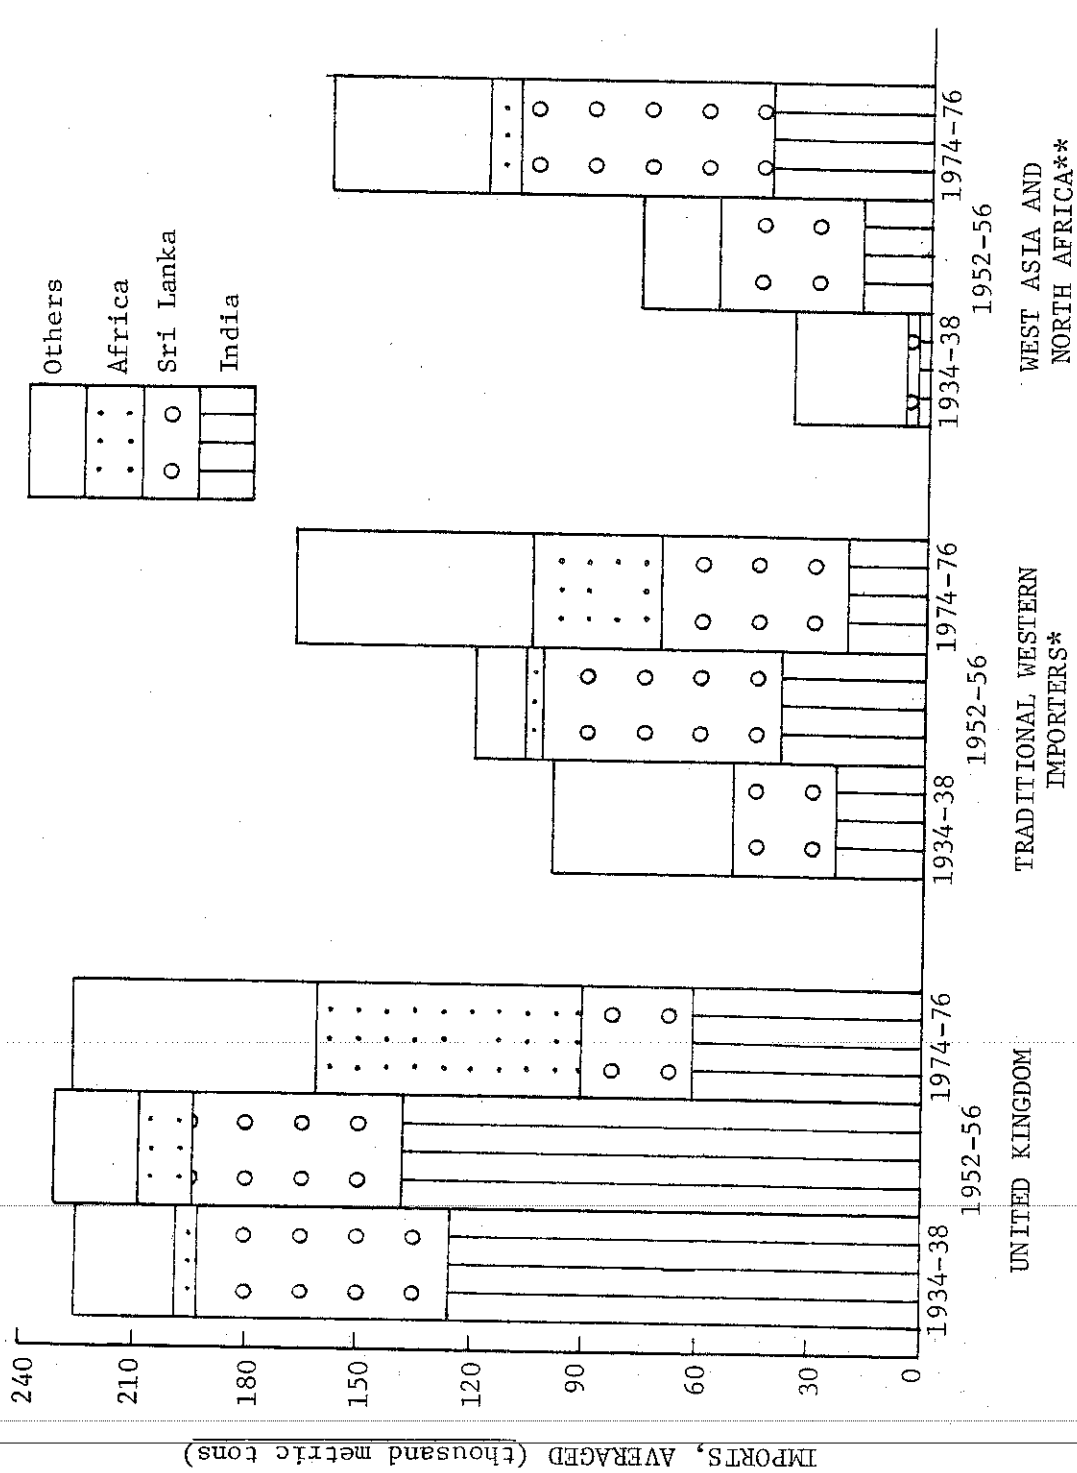 IMPORTS, AVERAGED (thousand metric tons)
240
210
180
150
120
90
60
30
0
Others
Africa
Sri Lanka
India
1934-38
1952-56
1974-76
UNITED KINGDOM
1934-38
1952-56
1974-76
TRADITIONAL WESTERN
IMPORTERS*
1934-38
1952-56
1974-76
WEST ASIA AND
NORTH AFRICA**